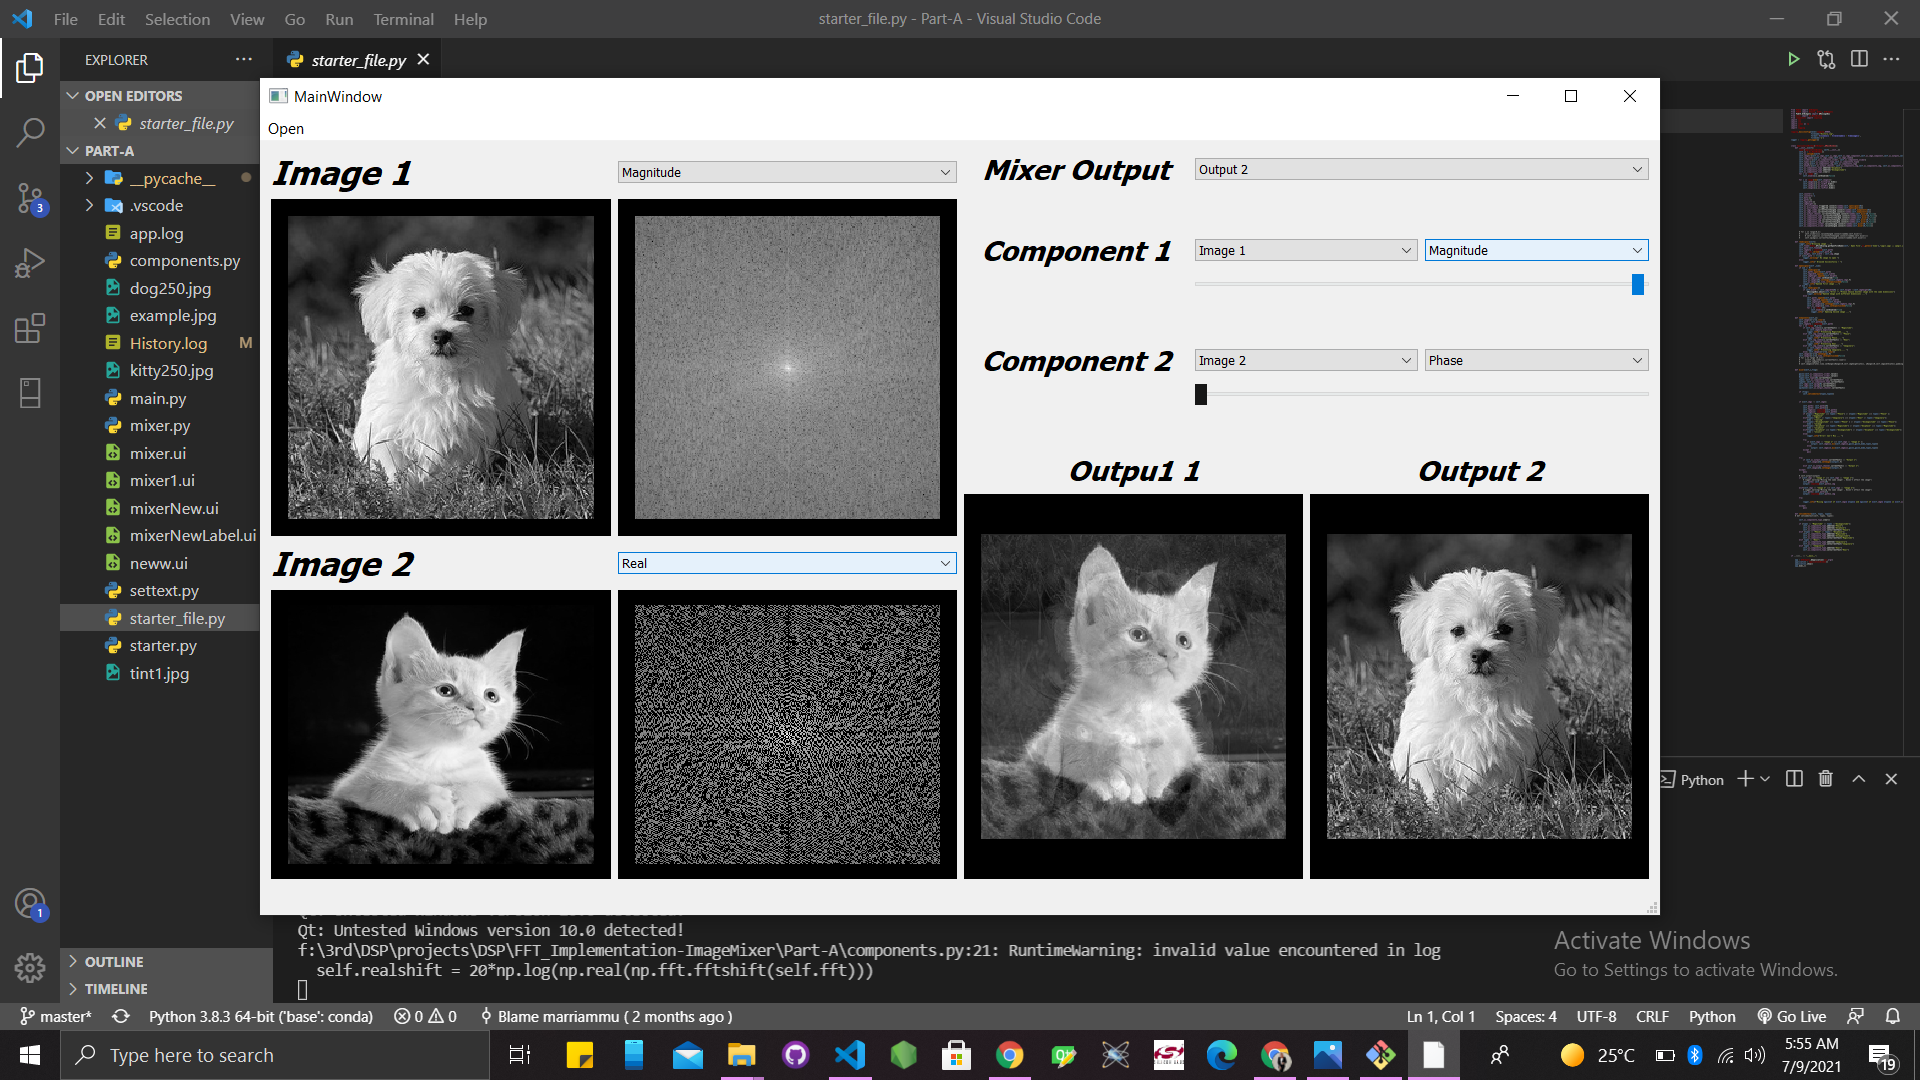 File Edit Selection View Go Run Terminal Help
starter_file.py - Part-A - Visual Studio Code
EXPLORER
starter_file.py
OPEN EDITORS
starter_file.py
PART-A
__pycache__
.vscode
app.log
components.py
dog250.jpg
example.jpg
History.log M
kitty250.jpg
main.py
mixer.py
mixer.ui
mixer1.ui
mixerNew.ui
mixerNewLabel.ui
neww.ui
settext.py
starter_file.py
starter.py
tint1.jpg
OUTLINE
TIMELINE
3
1
MainWindow
Open
Image 1
Magnitude
Image 2
Real
Mixer Output
Output 2
Component 1
Image 1
Magnitude
Component 2
Image 2
Phase
Outpu1 1
Output 2
Python
Qt: Untested Windows version 10.0 detected!
f:\3rd\DSP\projects\DSP\FFT_Implementation-ImageMixer\Part-A\components.py:21: RuntimeWarning: invalid value encountered in log
self.realshift = 20*np.log(np.real(np.fft.fftshift(self.fft)))
Activate Windows
Go to Settings to activate Windows.
master* Python 3.8.3 64-bit ('base': conda) 0 0 Blame marriammu ( 2 months ago )
Ln 1, Col 1 Spaces: 4 UTF-8 CRLF Python Go Live
Type here to search
25°C
5:55 AM
7/9/2021
19